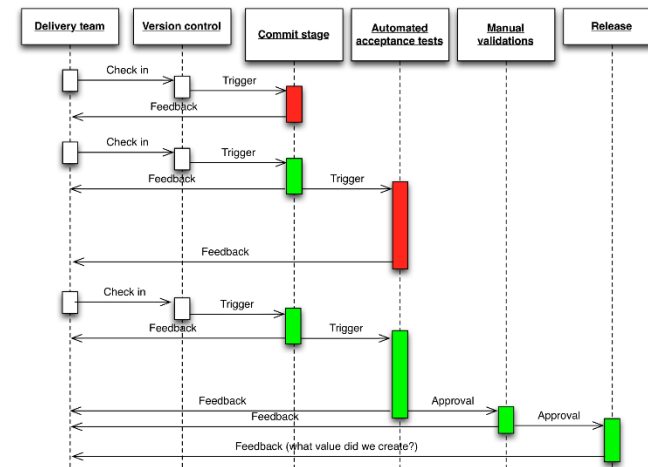 Delivery team
Version control
Commit stage
Automated
acceptance tests
Manual
validations
Release
Check in
Trigger
Feedback
Check in
Trigger
Feedback
Trigger
Feedback
Check in
Trigger
Feedback
Trigger
Feedback
Approval
Feedback
Approval
Feedback (what value did we create?)